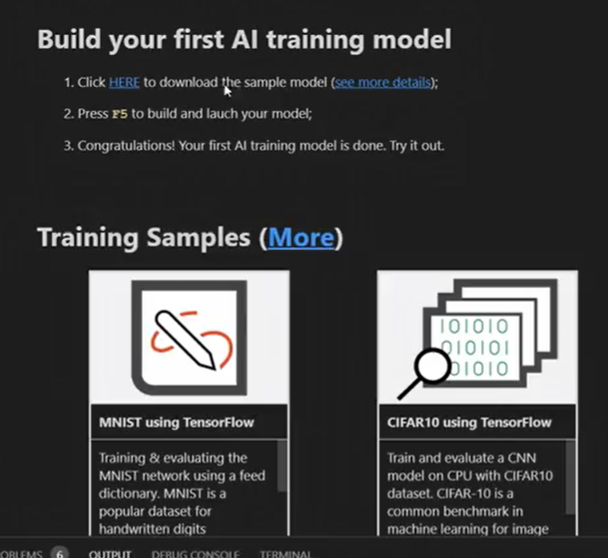 Build your first AI training model
1. Click HERE to download the sample model (see more details);
2. Press F5 to build and lauch your model;
3. Congratulations! Your first AI training model is done. Try it out.
Training Samples (More)
101010
010101
01010
MNIST using TensorFlow
Training & evaluating the
MNIST network using a feed
dictionary. MNIST is a
popular dataset for
handwritten digits
CIFAR10 using TensorFlow
Train and evaluate a CNN
model on CPU with CIFAR10
dataset. CIFAR-10 is a
common benchmark in
machine learning for image
OBLEMS 6 OUTPUT DEBUG CONSOLE TERMINAL